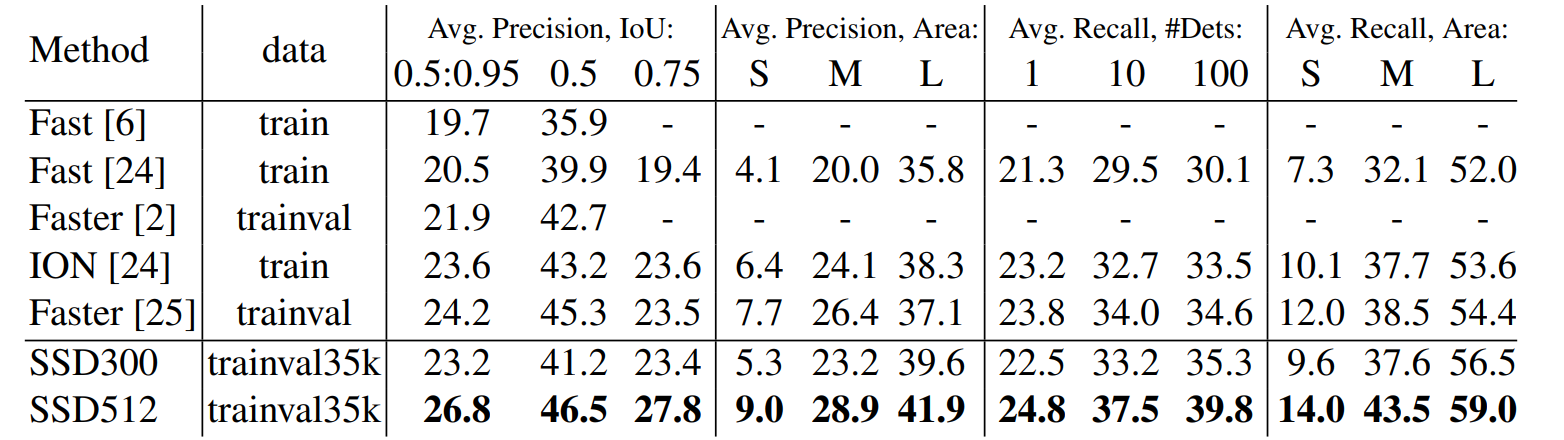 Method data Avg. Precision, IoU: Avg. Precision, Area: Avg. Recall, #Dets: Avg. Recall, Area:
0.5:0.95 0.5 0.75 S M L 1 10 100 S M L
Fast [6] train 19.7 35.9 - - - - - - - - - -
Fast [24] train 20.5 39.9 19.4 4.1 20.0 35.8 21.3 29.5 30.1 7.3 32.1 52.0
Faster [2] trainval 21.9 42.7 - - - - - - - - - -
ION [24] train 23.6 43.2 23.6 6.4 24.1 38.3 23.2 32.7 33.5 10.1 37.7 53.6
Faster [25] trainval 24.2 45.3 23.5 7.7 26.4 37.1 23.8 34.0 34.6 12.0 38.5 54.4
SSD300 trainval35k 23.2 41.2 23.4 5.3 23.2 39.6 22.5 33.2 35.3 9.6 37.6 56.5
SSD512 trainval35k 26.8 46.5 27.8 9.0 28.9 41.9 24.8 37.5 39.8 14.0 43.5 59.0